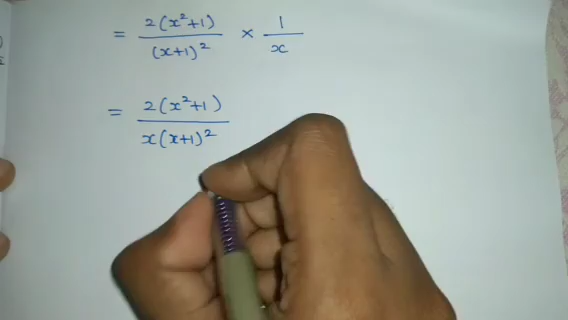 = 2(x²+1)/(x+1)² × 1/x
= 2(x²+1)/x(x+1)²